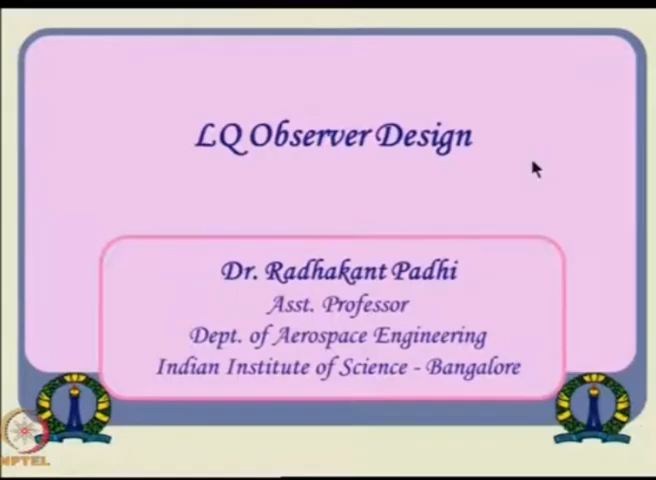 LQ Observer Design
Dr. Radhakant Padhi
Asst. Professor
Dept. of Aerospace Engineering
Indian Institute of Science - Bangalore
NPTEL